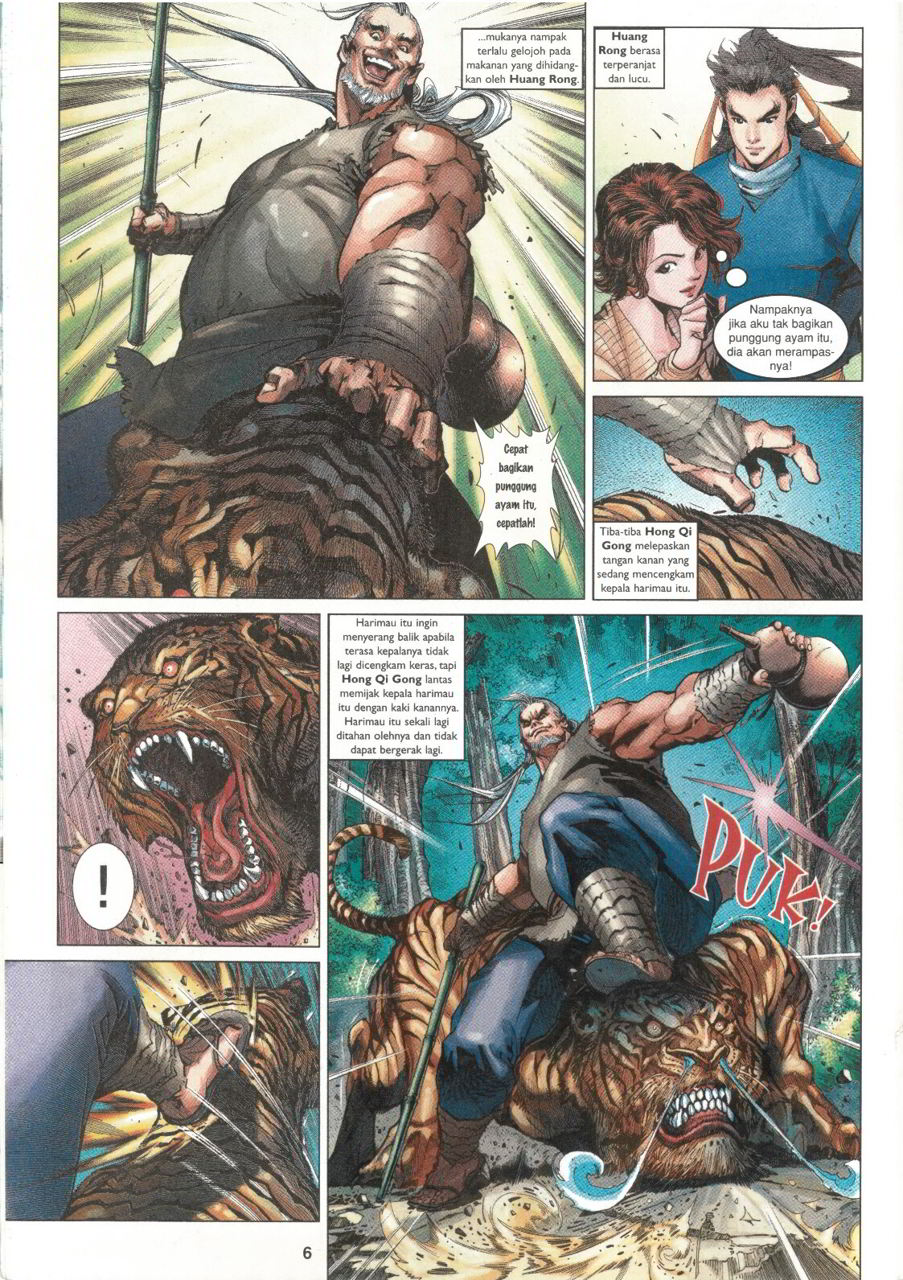 ...mukanya nampak
terlalu gelojoh pada
makanan yang dihidang-
kan oleh Huang Rong.
Huang
Rong berasa
terperanjat
dan lucu.
Nampaknya
jika aku tak bagikan
punggung ayam itu,
dia akan merampas-
nya!
Cepat
bagikan
punggung
ayam itu,
cepatlah!
Tiba-tiba Hong Qi
Gong melepaskan
tangan kanan yang
sedang mencengkam
kepala harimau itu.
!
Harimau itu ingin
menyerang balik apabila
terasa kepalanya tidak
lagi dicengkam keras, tapi
Hong Qi Gong lantas
memijak kepala harimau
itu dengan kaki kanannya.
Harimau itu sekali lagi
ditahan olehnya dan tidak
dapat bergerak lagi.
PUK!
6